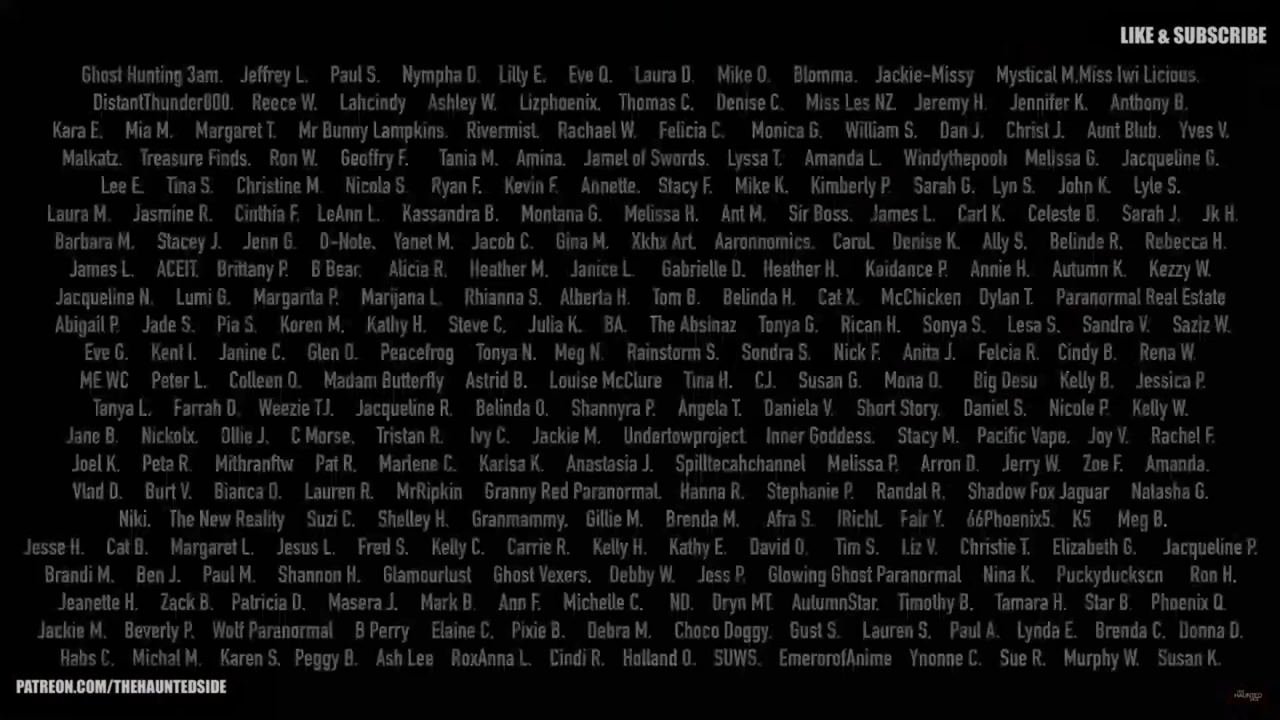 LIKE & SUBSCRIBE
Ghost Hunting 3am. Jeffrey L. Paul S. Nympha D. Lilly E. Eve Q. Laura D. Mike O. Blomma. Jackie-Missy Mystical M.Miss Iwi Licious.
DistantThunder800. Reece W. Lahcindy Ashley W. Lizphoenix. Thomas C. Denise C. Miss Les NZ. Jeremy H. Jennifer K. Anthony B.
Kara E. Mia M. Margaret T. Mr Bunny Lampkins. Rivermist. Rachael W. Felicia C. Monica G. William S. Dan J. Christ J. Aunt Blub. Yves V.
Malkatz. Treasure Finds. Ron W. Geoffry F. Tania M. Amina. Jamel of Swords. Lyssa T. Amanda L. Windythepooh Melissa G. Jacqueline G.
Lee E. Tina S. Christine M. Nicola S. Ryan F. Kevin F. Annette. Stacy F. Mike K. Kimberly P. Sarah G. Lyn S. John K. Lyle S.
Laura M. Jasmine R. Cinthia F. LeAnn L. Kassandra B. Montana G. Melissa H. Ant M. Sir Boss. James L. Carl K. Celeste B. Sarah J. Jk H.
Barbara M. Stacey J. Jenn G. D-Note. Yanet M. Jacob C. Gina M. Xkhx Art. Aaronnomics. Carol. Denise K. Ally S. Belinde R. Rebecca H.
James L. ACEIT. Brittany P. B Bear. Alicia R. Heather M. Janice L. Gabrielle D. Heather H. Kaidance P. Annie H. Autumn K. Kezzy W.
Jacqueline N. Lumi G. Margarita P. Marijana L. Rhianna S. Alberta H. Tom B. Belinda H. Cat X. McChicken Dylan T. Paranormal Real Estate
Abigail P. Jade S. Pia S. Koren M. Kathy H. Steve C. Julia K. BA. The Absinaz Tonya G. Rican H. Sonya S. Lesa S. Sandra V. Saziz W.
Eve G. Kent I. Janine C. Glen O. Peacefrog Tonya N. Meg N. Rainstorm S. Sondra S. Nick F. Anita J. Felcia R. Cindy B. Rena W.
ME WC Peter L. Colleen O. Madam Butterfly Astrid B. Louise McClure Tina H. CJ. Susan G. Mona O. Big Desu Kelly B. Jessica P.
Tanya L. Farrah D. Weezie TJ. Jacqueline R. Belinda O. Shannyra P. Angela T. Daniela V. Short Story. Daniel S. Nicole P. Kelly W.
Jane B. Nickolx. Ollie J. C Morse. Tristan R. Ivy C. Jackie M. Undertowproject. Inner Goddess. Stacy M. Pacific Vape. Joy V. Rachel F.
Joel K. Peta R. Mithranftw Pat R. Marlene C. Karisa K. Anastasia J. Spilltecahchannel Melissa P. Arron D. Jerry W. Zoe F. Amanda.
Vlad D. Burt V. Bianca O. Lauren R. MrRipkin Granny Red Paranormal. Hanna R. Stephanie P. Randal R. Shadow Fox Jaguar Natasha G.
Niki. The New Reality Suzi C. Shelley H. Granmammy. Gillie M. Brenda M. Afra S. Fair Y. 66Phoenix5. K5 Meg B.
Jesse H. Cat B. Margaret L. Jesus L. Fred S. Kelly C. Carrie R. Kelly H. Kathy E. David O. Tim S. Liz V. Christie T. Elizabeth G. Jacqueline P.
Brandi M. Ben J. Paul M. Shannon H. Glamourlust Ghost Vexers. Debby W. Jess P. Glowing Ghost Paranormal Nina K. Puckyduckscn Ron H.
Jeanette H. Zack B. Patricia D. Masera J. Mark B. Ann F. Michelle C. ND. Dryn MT. AutumnStar. Timothy B. Tamara H. Star B. Phoenix Q.
Jackie M. Beverly P. Wolf Paranormal B Perry Elaine C. Pixie B. Debra M. Choco Doggy. Gust S. Lauren S. Paul A. Lynda E. Brenda C. Donna D.
Habs C. Michal M. Karen S. Peggy B. Ash Lee RoxAnna L. Cindi R. Holland O. SUWS. EmerorofAnime Ynonne C. Sue R. Murphy W. Susan K.
PATREON.COM/THEHAUNTEDSIDE